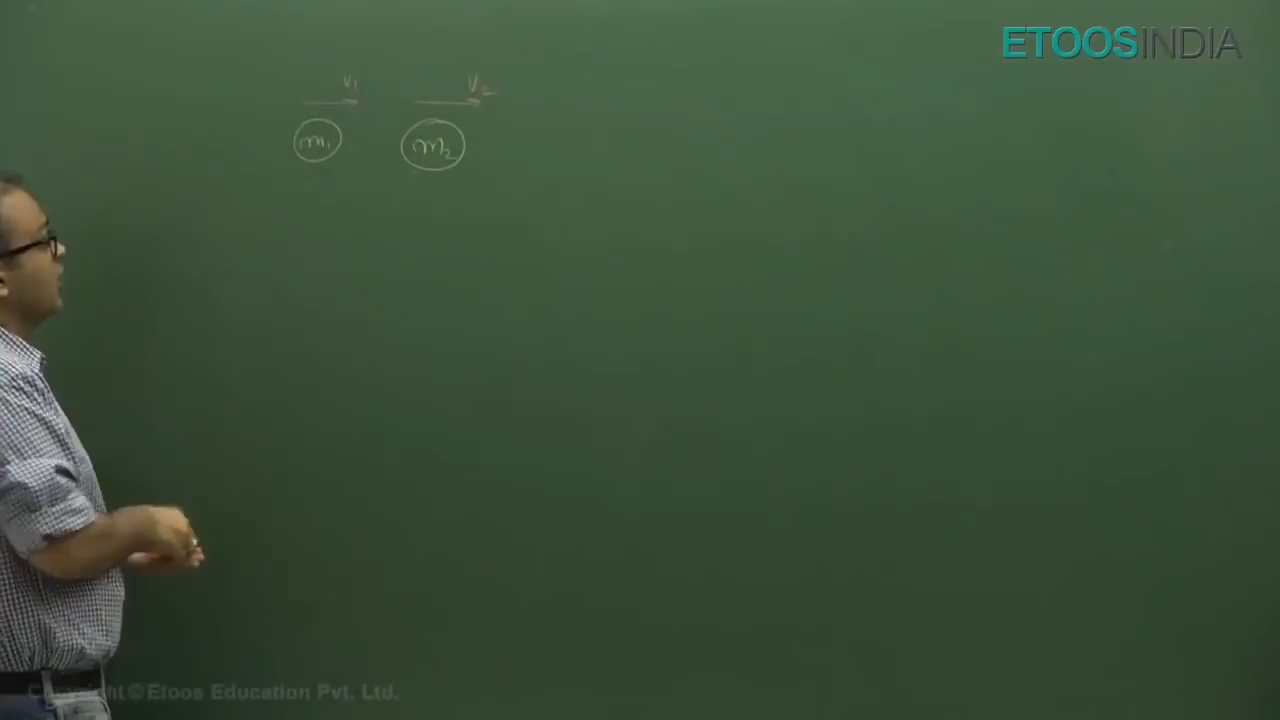 ETOOSINDIA
v₁ v₂
m₁ m₂
Copyright © Etoos Education Pvt. Ltd.